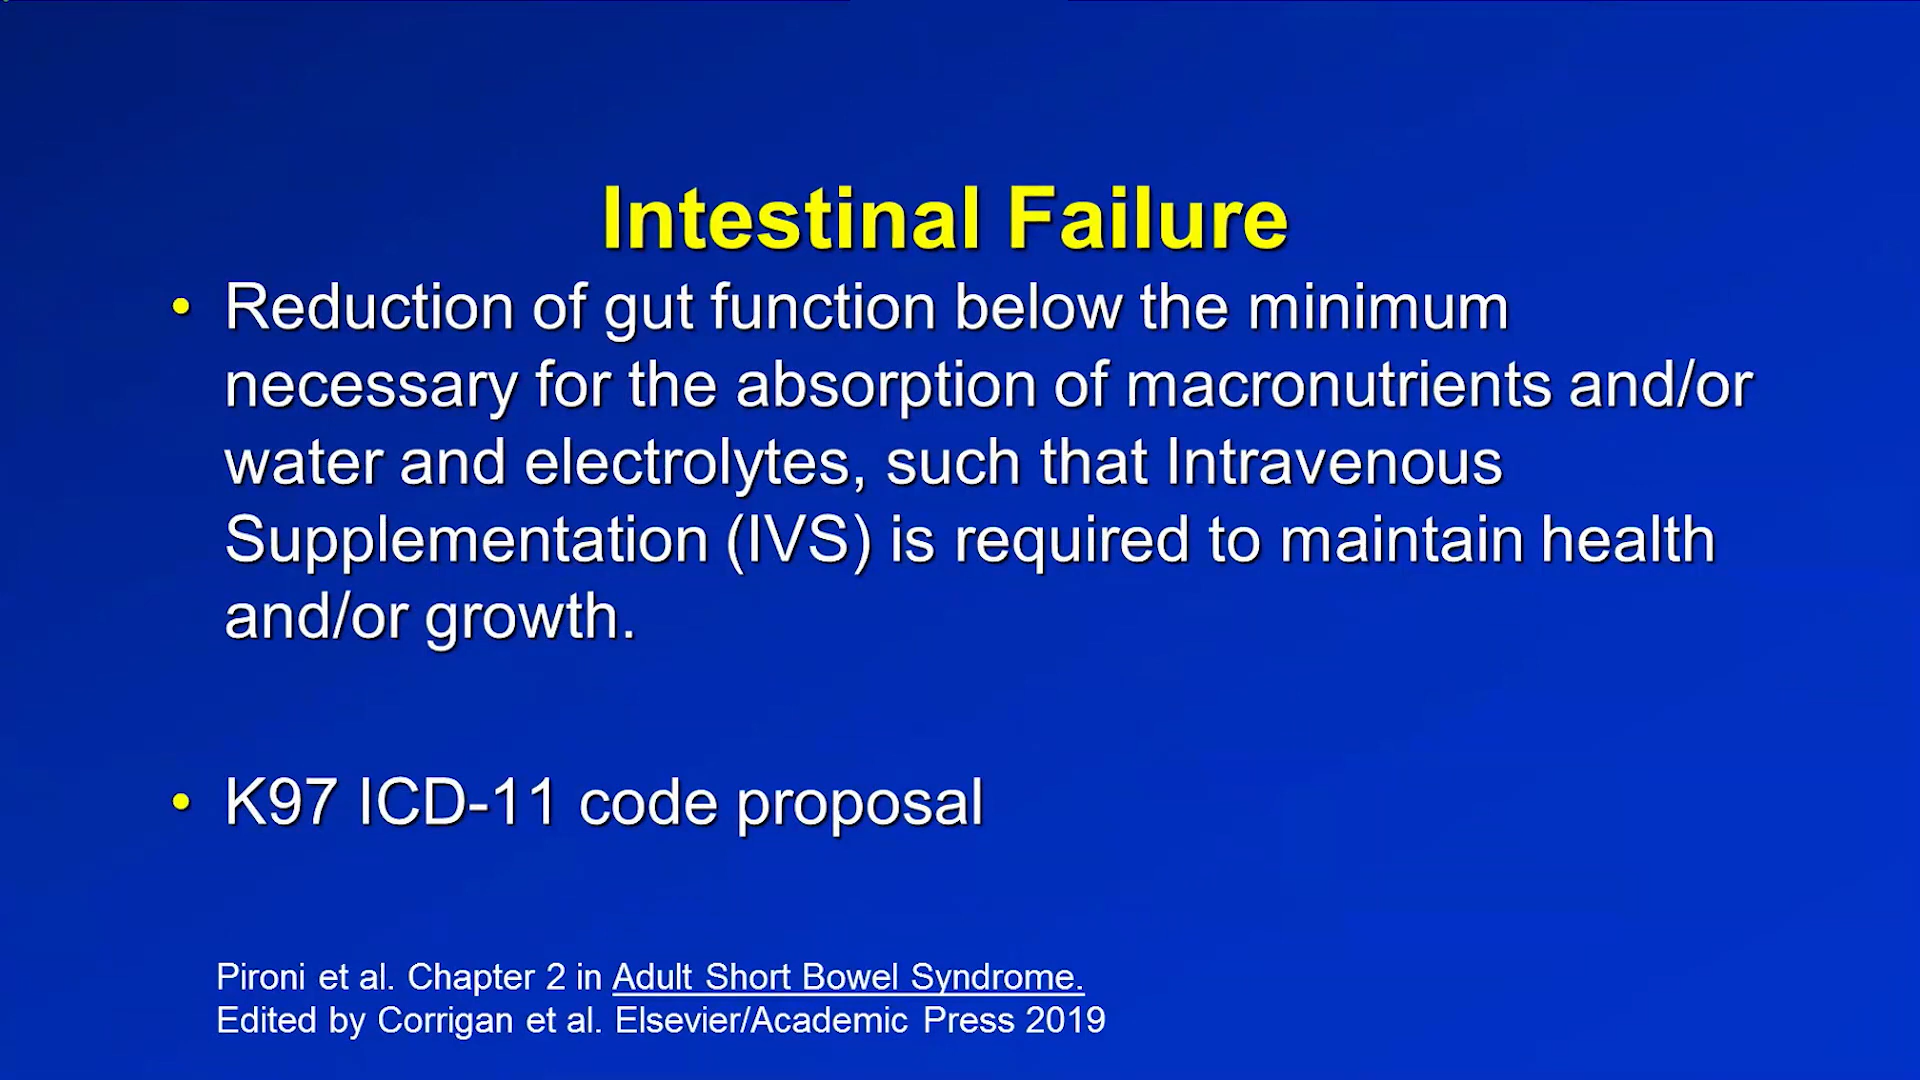 Intestinal Failure
• Reduction of gut function below the minimum
necessary for the absorption of macronutrients and/or
water and electrolytes, such that Intravenous
Supplementation (IVS) is required to maintain health
and/or growth.
• K97 ICD-11 code proposal
Pironi et al. Chapter 2 in Adult Short Bowel Syndrome.
Edited by Corrigan et al. Elsevier/Academic Press 2019